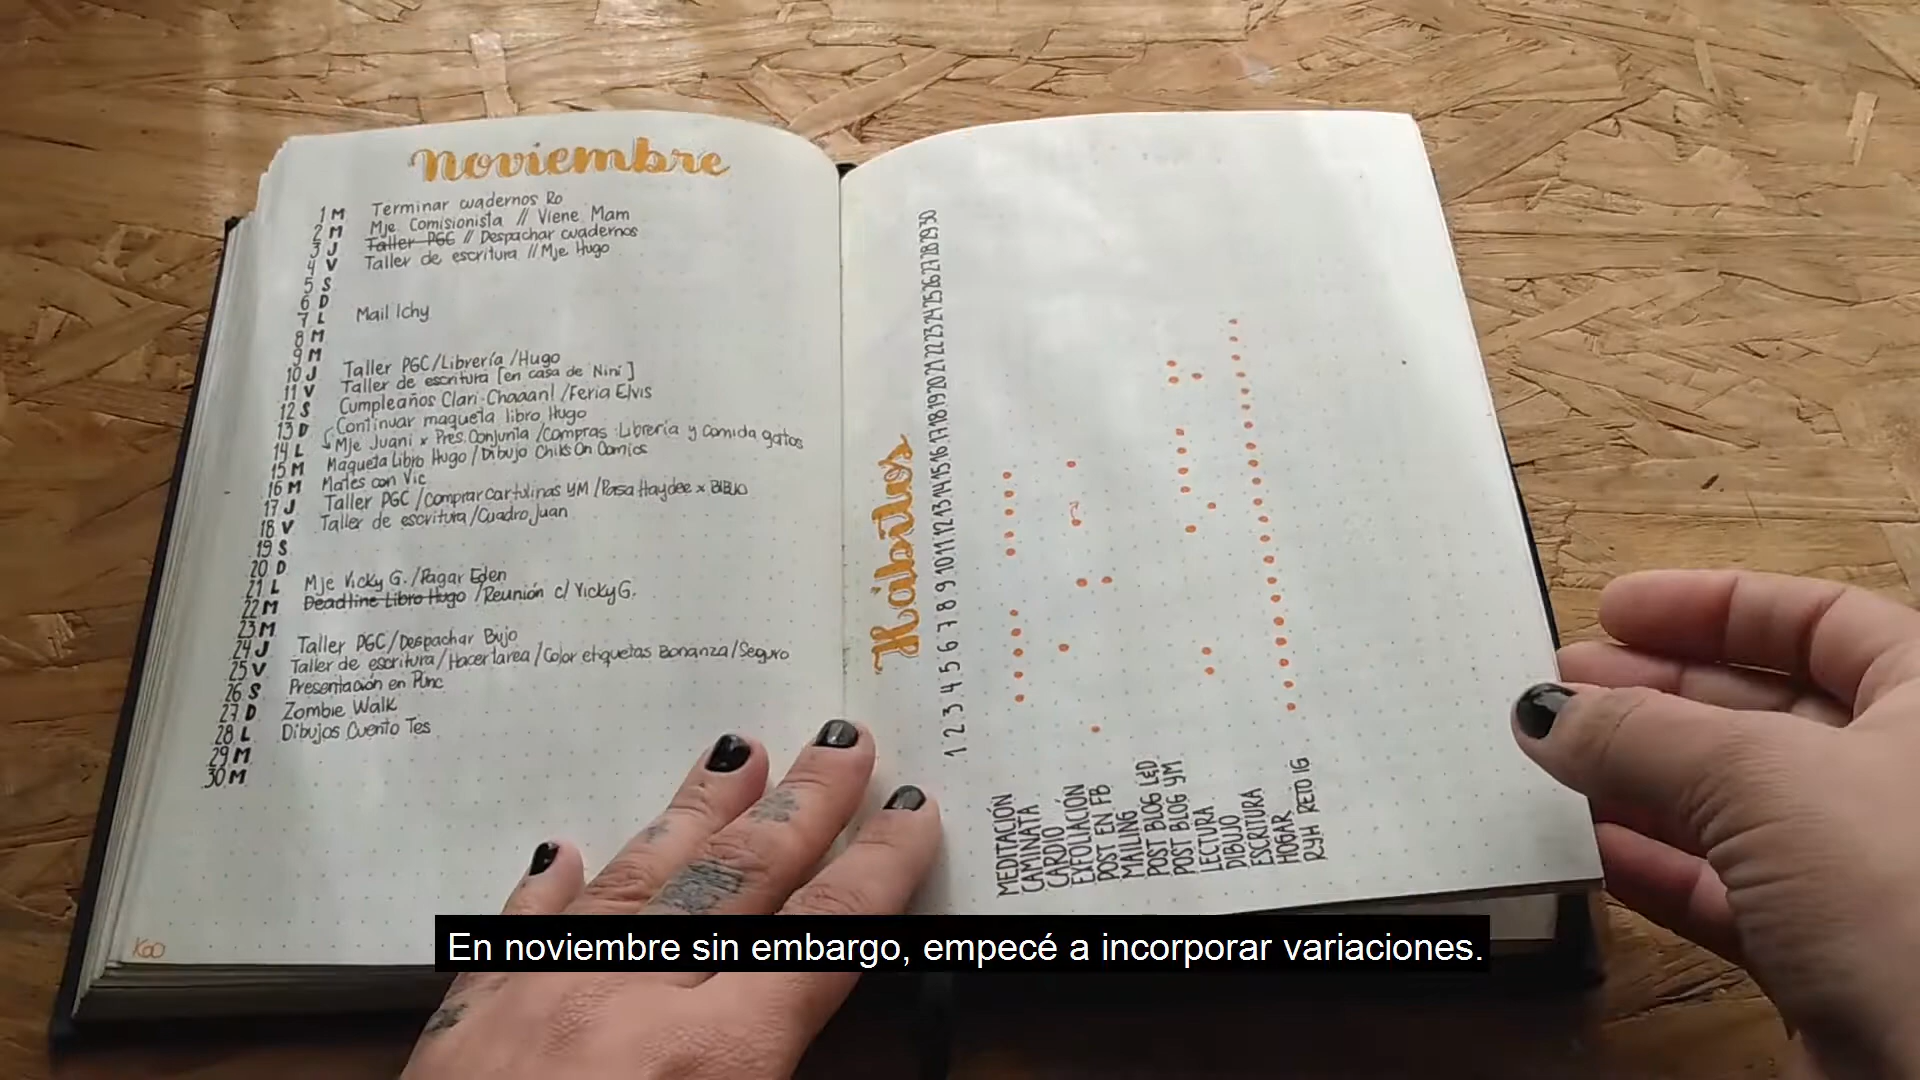 noviembre
1 M Terminar cuadernos Ro
2 M Mje Comisionista // Viene Mam
3 J Taller PGC // Despachar cuadernos
4 V Taller de escritura // Mje Hugo
5 S
6 D
7 L Mail Ichy
8 M
9 M
10 J Taller PGC/Librería/Hugo
11 V Taller de escritura [en casa de Nini]
12 S Cumpleaños Clari-Chaaan!/Feria Elvis
13 D Continuar maqueta libro Hugo
14 L Mje Juani x Pres. Conjunta/Compras: Librería y comida gatos
15 M Maqueta Libro Hugo/Dibujo Chiks On Comics
16 M Mates con Vic
17 J Taller PGC/Comprar cartulinas YM/Pasa Haydee x BUJO
18 V Taller de escritura/Cuadro Juan
19 S
20 D
21 L Mje Vicky G./Pagar Eden
22 M Deadline Libro Hugo/Reunión c/ Vicky G.
23 M
24 J Taller PGC/Despachar Bujo
25 V Taller de escritura/Hacer tarea/Color etiquetas Bonanza/Seguro
26 S Presentación en Punc
27 D Zombie Walk
28 L Dibujos Cuento Tes
29 M
30 M
Hábitos
1 2 3 4 5 6 7 8 9 10 11 12 13 14 15 16 17 18 19 20 21 22 23 24 25 26 27 28 29 30
MEDITACIÓN
CAMINATA
CARDIO
EXFOLIACIÓN
POST EN FB
MAILING
POST BLOG LED
POST BLOG YM
LECTURA
DIBUJO
ESCRITURA
HOGAR
RYH RETO IG
En noviembre sin embargo, empecé a incorporar variaciones.